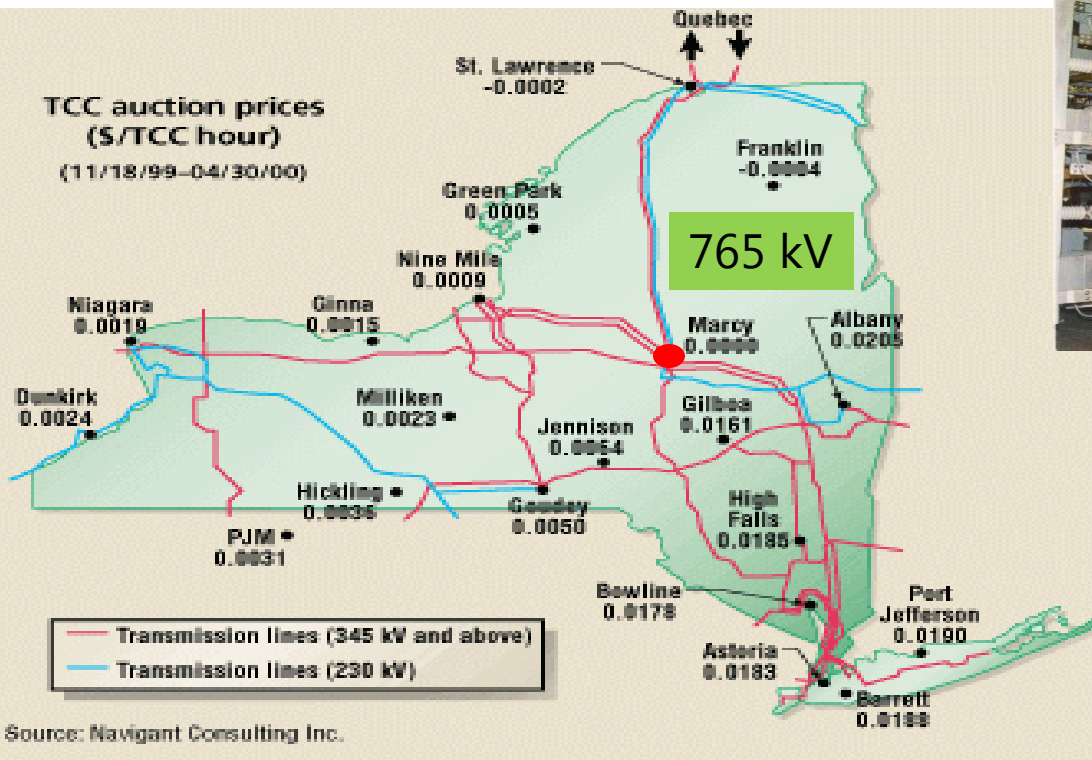 Quebec
St. Lawrence
-0.0002
TCC auction prices
($/TCC hour)
(11/18/99–04/30/00)
Franklin
-0.0004
Green Park
0.0005
765 kV
Nine Mile
0.0009
Niagara
0.0019
Ginna
0.0015
Marcy
0.0000
Albany
0.0205
Dunkirk
0.0024
Milliken
0.0023
Gilboa
0.0161
Jennison
Hickling
Goudey
0.0050
High
Falls
0.0185
PJM
0.0031
Bowline
0.0178
Port
Jefferson
0.0190
Astoria
0.0183
Barrett
0.0188
Transmission lines (345 kV and above)
Transmission lines (230 kV)
Source: Navigant Consulting Inc.